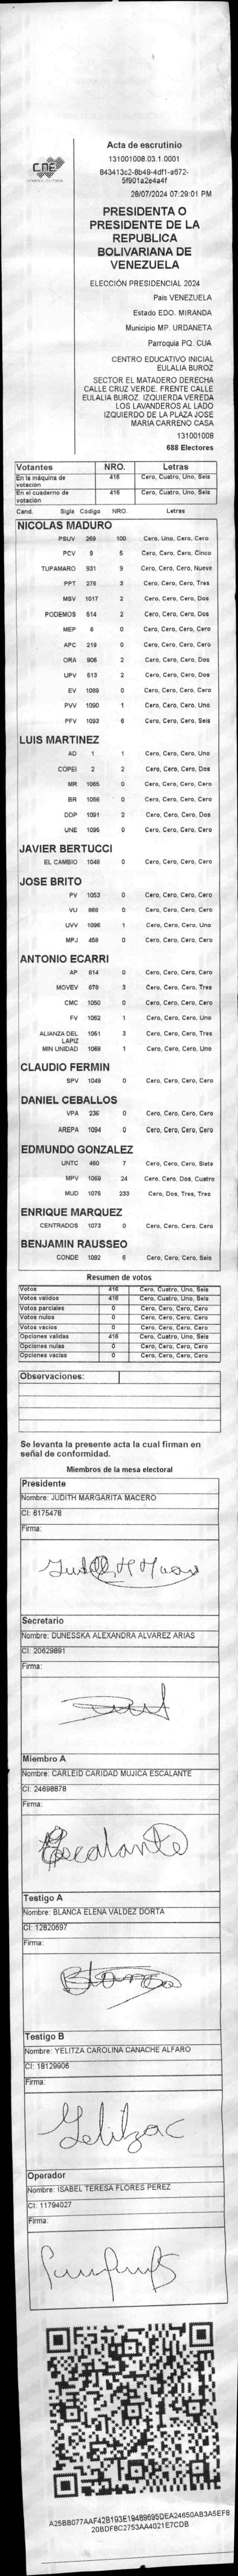 CNE
Acta de escrutinio
131001008.03.1.0001
843413c2-8b49-4df1-a672-
5f901a2e4a4f
28/07/2024 07:29:01 PM
PRESIDENTA O
PRESIDENTE DE LA
REPUBLICA
BOLIVARIANA DE
VENEZUELA
ELECCIÓN PRESIDENCIAL 2024
País VENEZUELA
Estado EDO. MIRANDA
Municipio MP. URDANETA
Parroquia PQ. CUA
CENTRO EDUCATIVO INICIAL
EULALIA BUROZ
SECTOR EL MATADERO DERECHA
CALLE CRUZ VERDE. FRENTE CALLE
EULALIA BUROZ. IZQUIERDA VEREDA
LOS LAVANDEROS AL LADO
IZQUIERDO DE LA PLAZA JOSE
MARIA CARRENO CASA
131001008
688 Electores
Votantes NRO. Letras
En la máquina de votación 416 Cero, Cuatro, Uno, Seis
En el cuaderno de votación 416 Cero, Cuatro, Uno, Seis
Cand. Sigla Código NRO. Letras
NICOLAS MADURO
PSUV 269 100 Cero, Uno, Cero, Cero
PCV 9 5 Cero, Cero, Cero, Cinco
TUPAMARO 931 9 Cero, Cero, Cero, Nueve
PPT 276 3 Cero, Cero, Cero, Tres
MSV 1017 2 Cero, Cero, Cero, Dos
PODEMOS 514 2 Cero, Cero, Cero, Dos
MEP 6 0 Cero, Cero, Cero, Cero
APC 219 0 Cero, Cero, Cero, Cero
ORA 906 2 Cero, Cero, Cero, Dos
UPV 513 2 Cero, Cero, Cero, Dos
EV 1089 0 Cero, Cero, Cero, Cero
PVV 1090 1 Cero, Cero, Cero, Uno
PFV 1093 6 Cero, Cero, Cero, Seis
LUIS MARTINEZ
AD 1 1 Cero, Cero, Cero, Uno
COPEI 2 2 Cero, Cero, Cero, Dos
MR 1065 0 Cero, Cero, Cero, Cero
BR 1056 0 Cero, Cero, Cero, Cero
DDP 1091 2 Cero, Cero, Cero, Dos
UNE 1095 0 Cero, Cero, Cero, Cero
JAVIER BERTUCCI
EL CAMBIO 1048 0 Cero, Cero, Cero, Cero
JOSE BRITO
PV 1053 0 Cero, Cero, Cero, Cero
VU 868 0 Cero, Cero, Cero, Cero
UVV 1096 1 Cero, Cero, Cero, Uno
MPJ 458 0 Cero, Cero, Cero, Cero
ANTONIO ECARRI
AP 814 0 Cero, Cero, Cero, Cero
MOVEV 878 3 Cero, Cero, Cero, Tres
CMC 1050 0 Cero, Cero, Cero, Cero
FV 1062 1 Cero, Cero, Cero, Uno
ALIANZA DEL LAPIZ 1061 3 Cero, Cero, Cero, Tres
MIN UNIDAD 1068 1 Cero, Cero, Cero, Uno
CLAUDIO FERMIN
SPV 1049 0 Cero, Cero, Cero, Cero
DANIEL CEBALLOS
VPA 236 0 Cero, Cero, Cero, Cero
AREPA 1094 0 Cero, Cero, Cero, Cero
EDMUNDO GONZALEZ
UNTC 460 7 Cero, Cero, Cero, Siete
MPV 1069 24 Cero, Cero, Dos, Cuatro
MUD 1075 233 Cero, Dos, Tres, Tres
ENRIQUE MARQUEZ
CENTRADOS 1073 0 Cero, Cero, Cero, Cero
BENJAMIN RAUSSEO
CONDE 1092 6 Cero, Cero, Cero, Seis
Resumen de votos
Votos 416 Cero, Cuatro, Uno, Seis
Votos validos 416 Cero, Cuatro, Uno, Seis
Votos parciales 0 Cero, Cero, Cero, Cero
Votos nulos 0 Cero, Cero, Cero, Cero
Votos vacíos 0 Cero, Cero, Cero, Cero
Opciones validas 416 Cero, Cuatro, Uno, Seis
Opciones nulas 0 Cero, Cero, Cero, Cero
Opciones vacías 0 Cero, Cero, Cero, Cero
Observaciones:
Se levanta la presente acta la cual firman en
señal de conformidad.
Miembros de la mesa electoral
Presidente
Nombre: JUDITH MARGARITA MACERO
CI: 6175478
Firma:
Secretario
Nombre: DUNESSKA ALEXANDRA ALVAREZ ARIAS
CI: 20629891
Firma:
Miembro A
Nombre: CARLEID CARIDAD MUJICA ESCALANTE
CI: 24698878
Firma:
Escalante
Testigo A
Nombre: BLANCA ELENA VALDEZ DORTA
CI: 12820697
Firma:
Blanca
Testigo B
Nombre: YELITZA CAROLINA CANACHE ALFARO
CI: 18129906
Firma:
Yelitza C
Operador
Nombre: ISABEL TERESA FLORES PEREZ
CI: 11794027
Firma:
A25BB077AAF42B193E19489695DEA24650AB3A5EF8
20BDF8C2753AA4021E7CDB